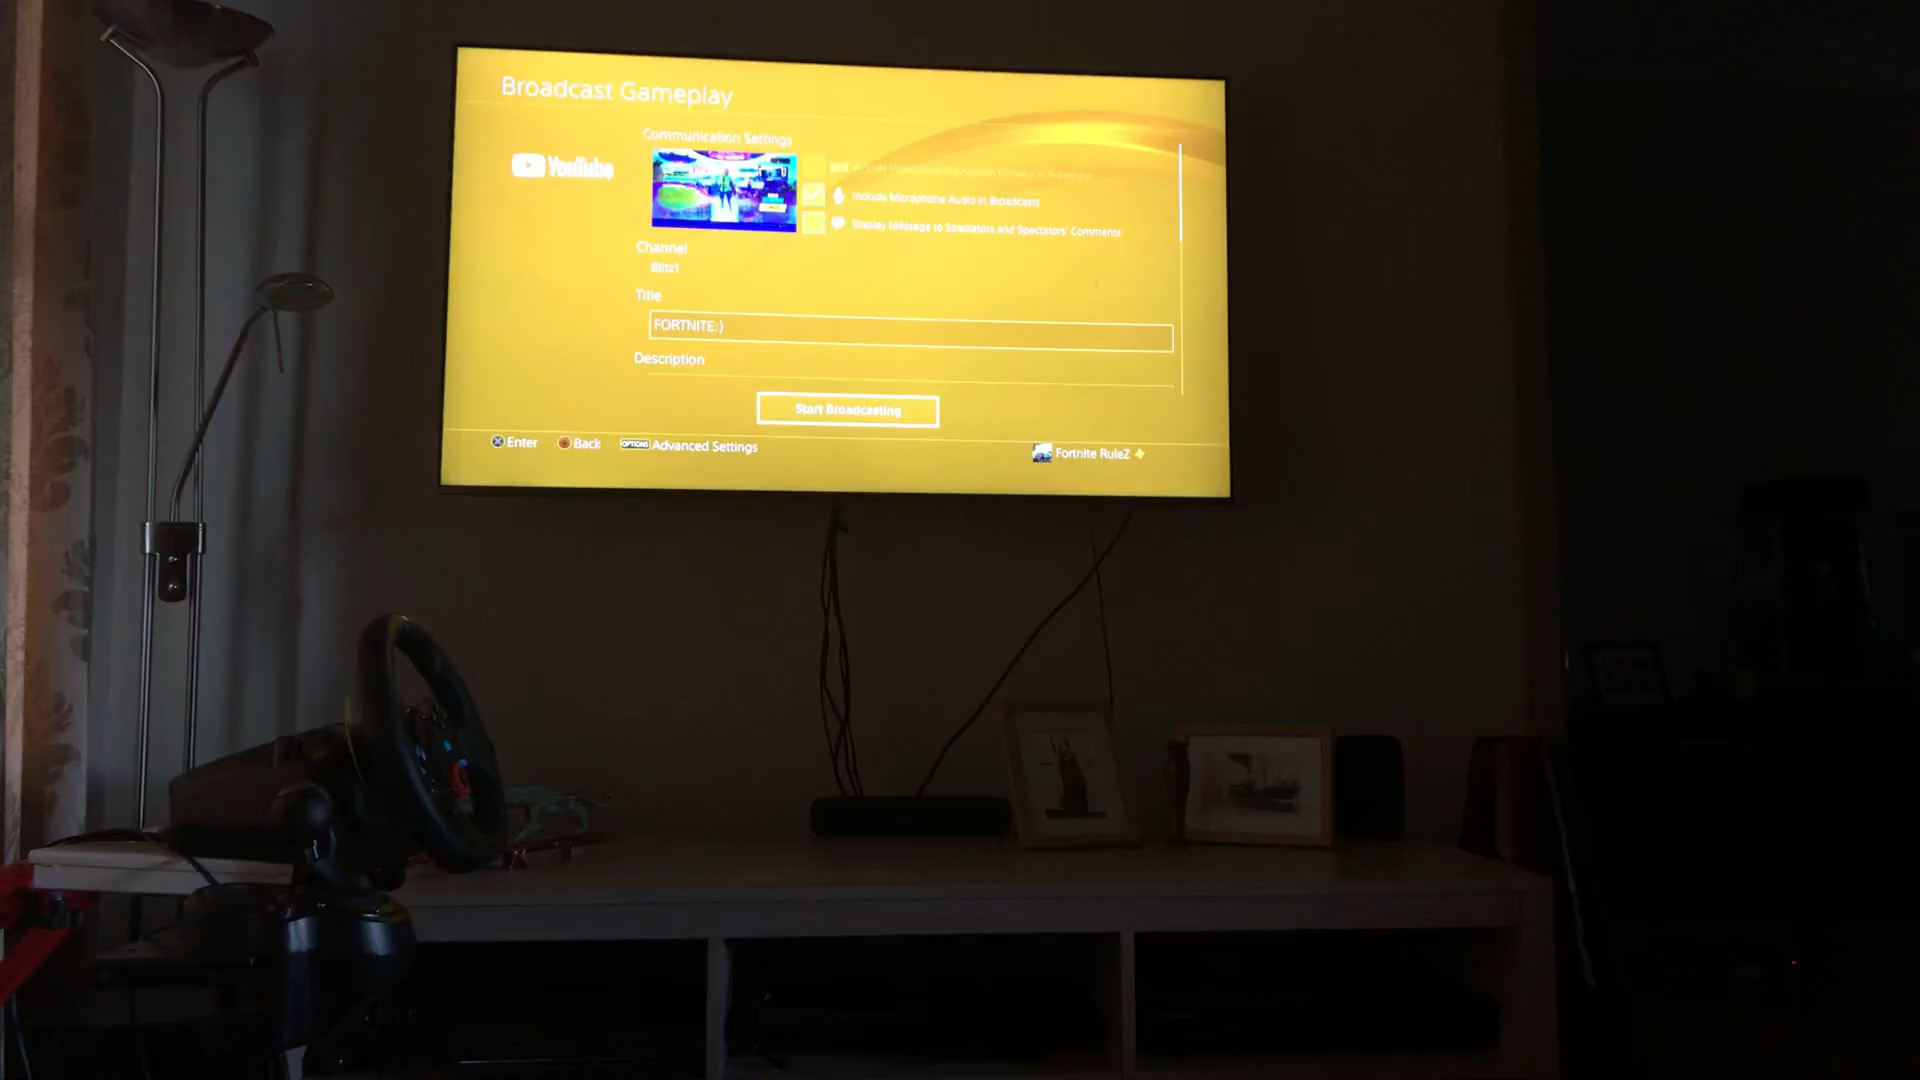 Broadcast Gameplay
YouTube
Communication Settings
Include Microphone Audio in Broadcasts
Display Message to Spectators and Spectators' Comments
Channel
Title
FORTNITE:)
Description
Start Broadcasting
Enter Back OPTIONS Advanced Settings
Fortnite RuleZ